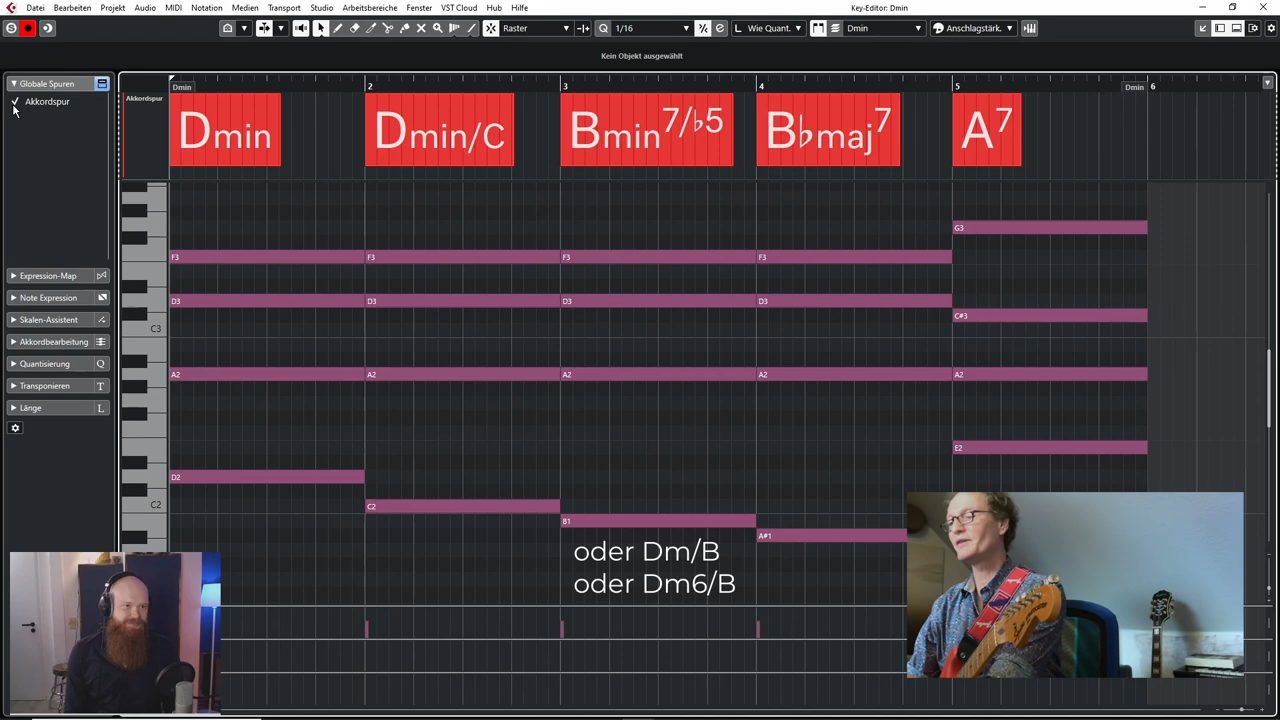 Datei Bearbeiten Projekt Audio MIDI Notation Medien Transport Studio Arbeitsbereiche Fenster VST Cloud Hub Hilfe
Key-Editor: Dmin
Raster
1/16
Wie Quant.
Dmin
Anschlagstärk.
Kein Objekt ausgewählt
Globale Spuren
Akkordspur
Expression-Map
Note Expression
Skalen-Assistent
Akkordbearbeitung
Quantisierung
Transponieren
Länge
Dmin 2 3 4 5 Dmin 6
Akkordspur
Dmin Dmin/C Bmin7/♭5 B♭maj7 A7
G3
F3 F3 F3 F3
D3 D3 D3 D3
C#3
C3
A2 A2 A2 A2 A2
E2
D2
C2
C2
B1
A#1
oder Dm/B
oder Dm6/B